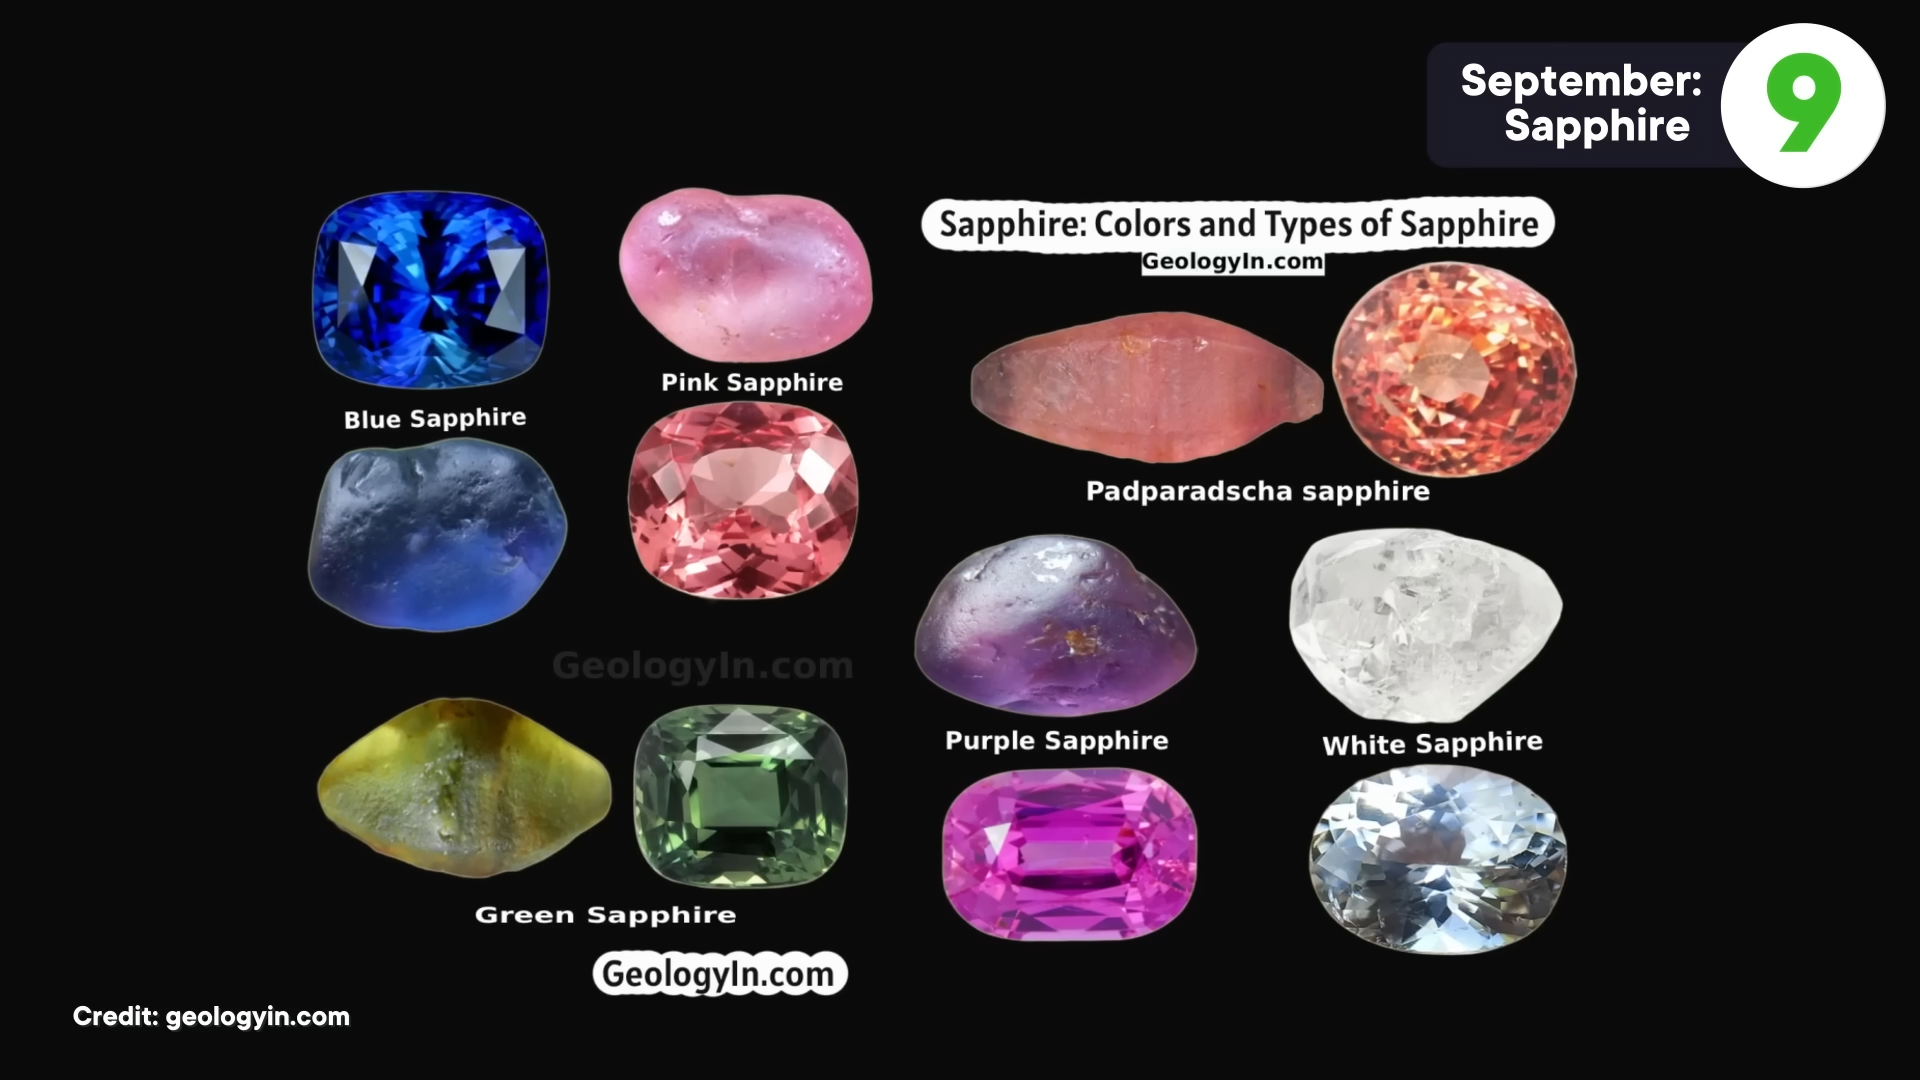 September:
Sapphire
9
Sapphire: Colors and Types of Sapphire
GeologyIn.com
Pink Sapphire
Blue Sapphire
Padparadscha sapphire
GeologyIn.com
Purple Sapphire
White Sapphire
Green Sapphire
GeologyIn.com
Credit: geologyin.com